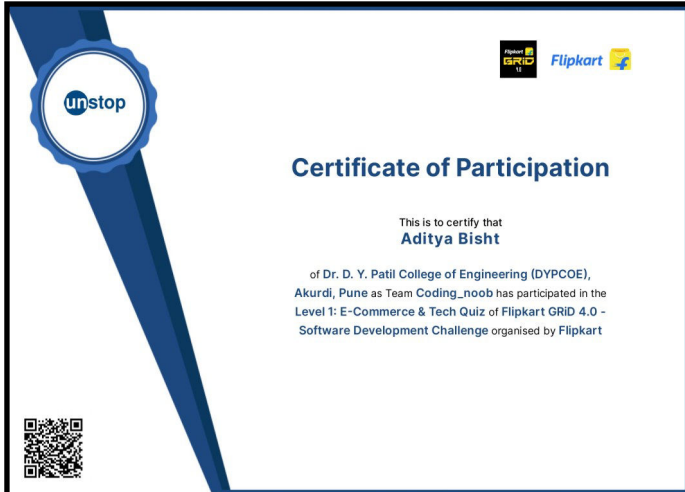 unstop
Flipkart
GRiD
Flipkart
Certificate of Participation
This is to certify that
Aditya Bisht
of Dr. D. Y. Patil College of Engineering (DYPCOE),
Akurdi, Pune as Team Coding_noob has participated in the
Level 1: E-Commerce & Tech Quiz of Flipkart GRiD 4.0 -
Software Development Challenge organised by Flipkart